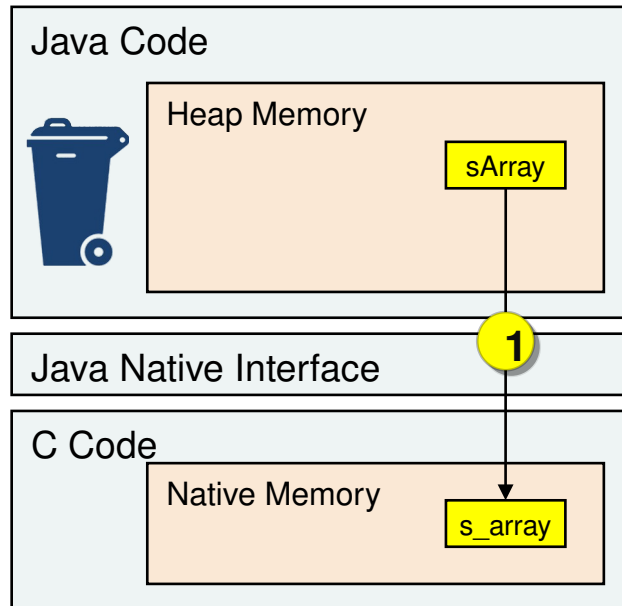 Java Code
Heap Memory
sArray
1
Java Native Interface
C Code
Native Memory
s_array